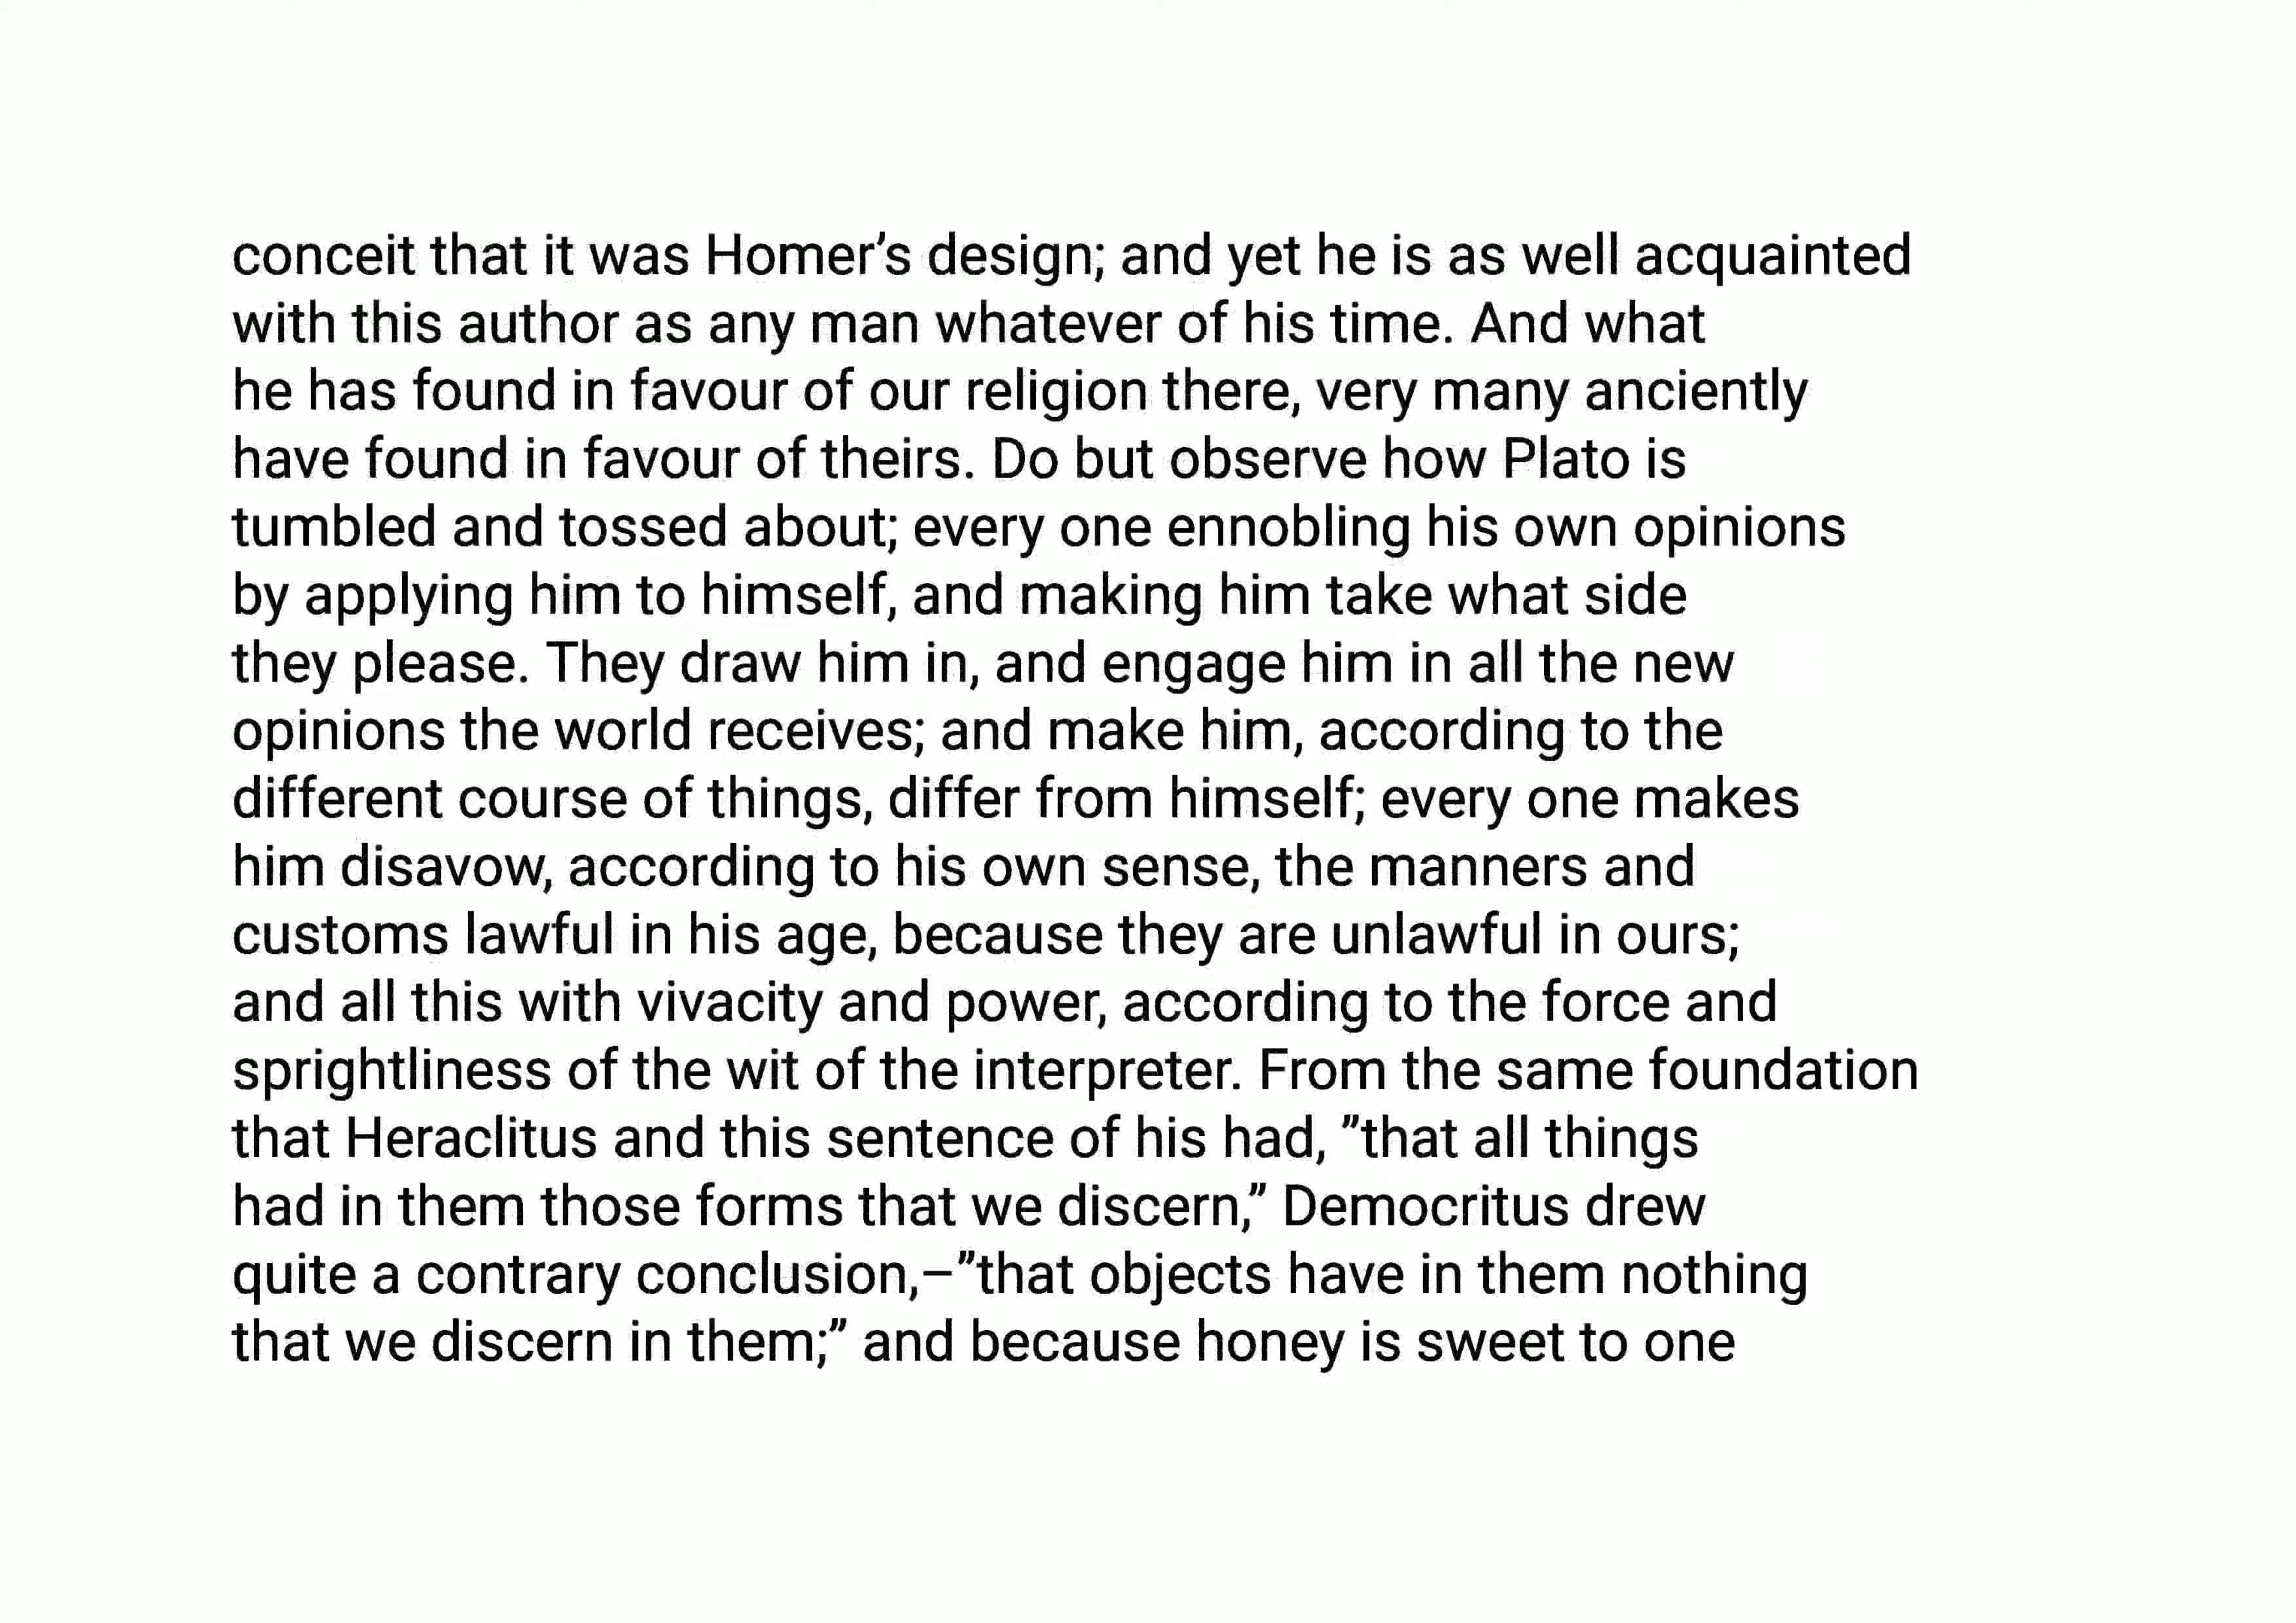 conceit that it was Homer’s design; and yet he is as well acquainted
with this author as any man whatever of his time. And what
he has found in favour of our religion there, very many anciently
have found in favour of theirs. Do but observe how Plato is
tumbled and tossed about; every one ennobling his own opinions
by applying him to himself, and making him take what side
they please. They draw him in, and engage him in all the new
opinions the world receives; and make him, according to the
different course of things, differ from himself; every one makes
him disavow, according to his own sense, the manners and
customs lawful in his age, because they are unlawful in ours;
and all this with vivacity and power, according to the force and
sprightliness of the wit of the interpreter. From the same foundation
that Heraclitus and this sentence of his had, ”that all things
had in them those forms that we discern,” Democritus drew
quite a contrary conclusion,–”that objects have in them nothing
that we discern in them;” and because honey is sweet to one